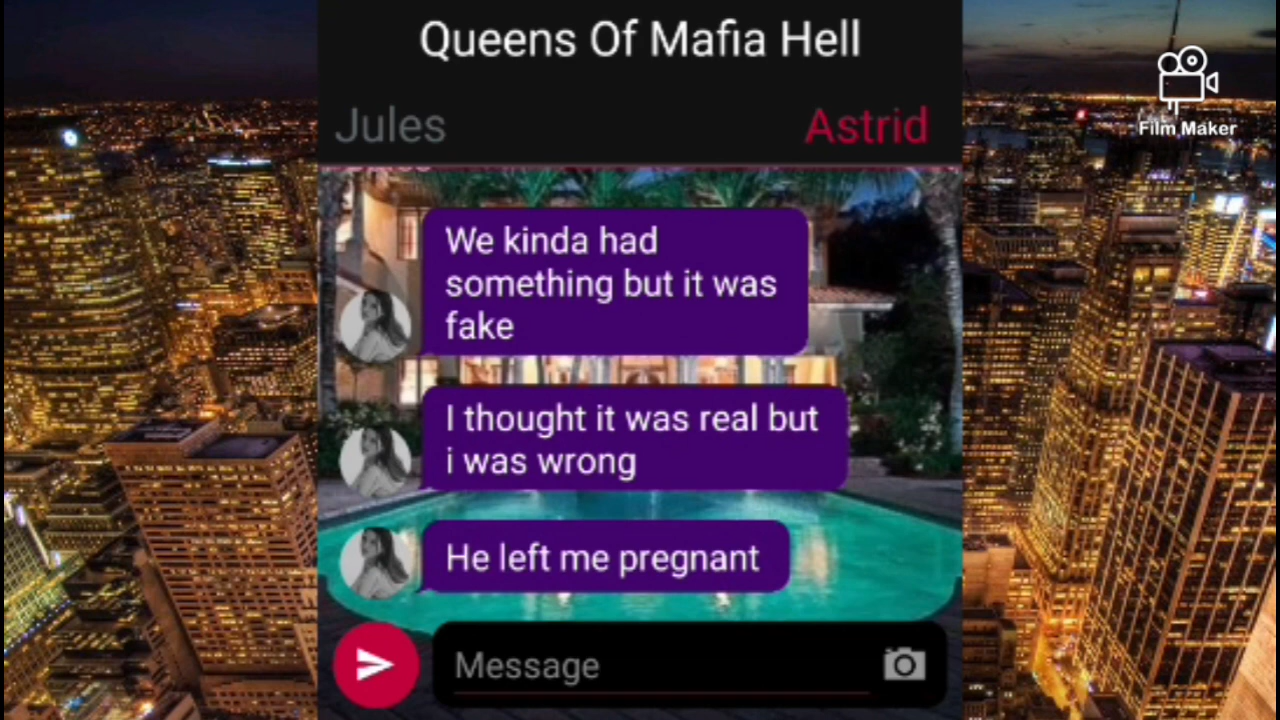 Queens Of Mafia Hell
Jules
Astrid
Film Maker
We kinda had
something but it was
fake
I thought it was real but
i was wrong
He left me pregnant
Message